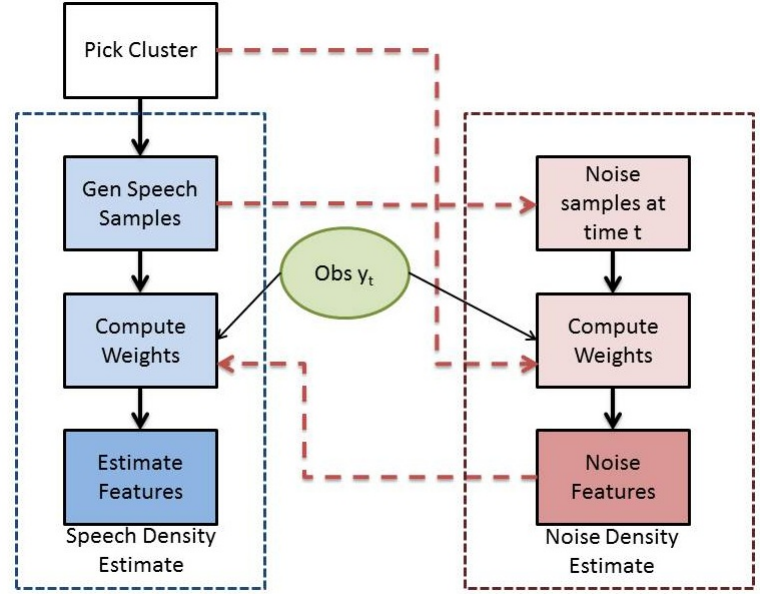 Pick Cluster
Gen Speech
Samples
Compute
Weights
Estimate
Features
Speech Density
Estimate
Obs yₜ
Noise
samples at
time t
Compute
Weights
Noise
Features
Noise Density
Estimate